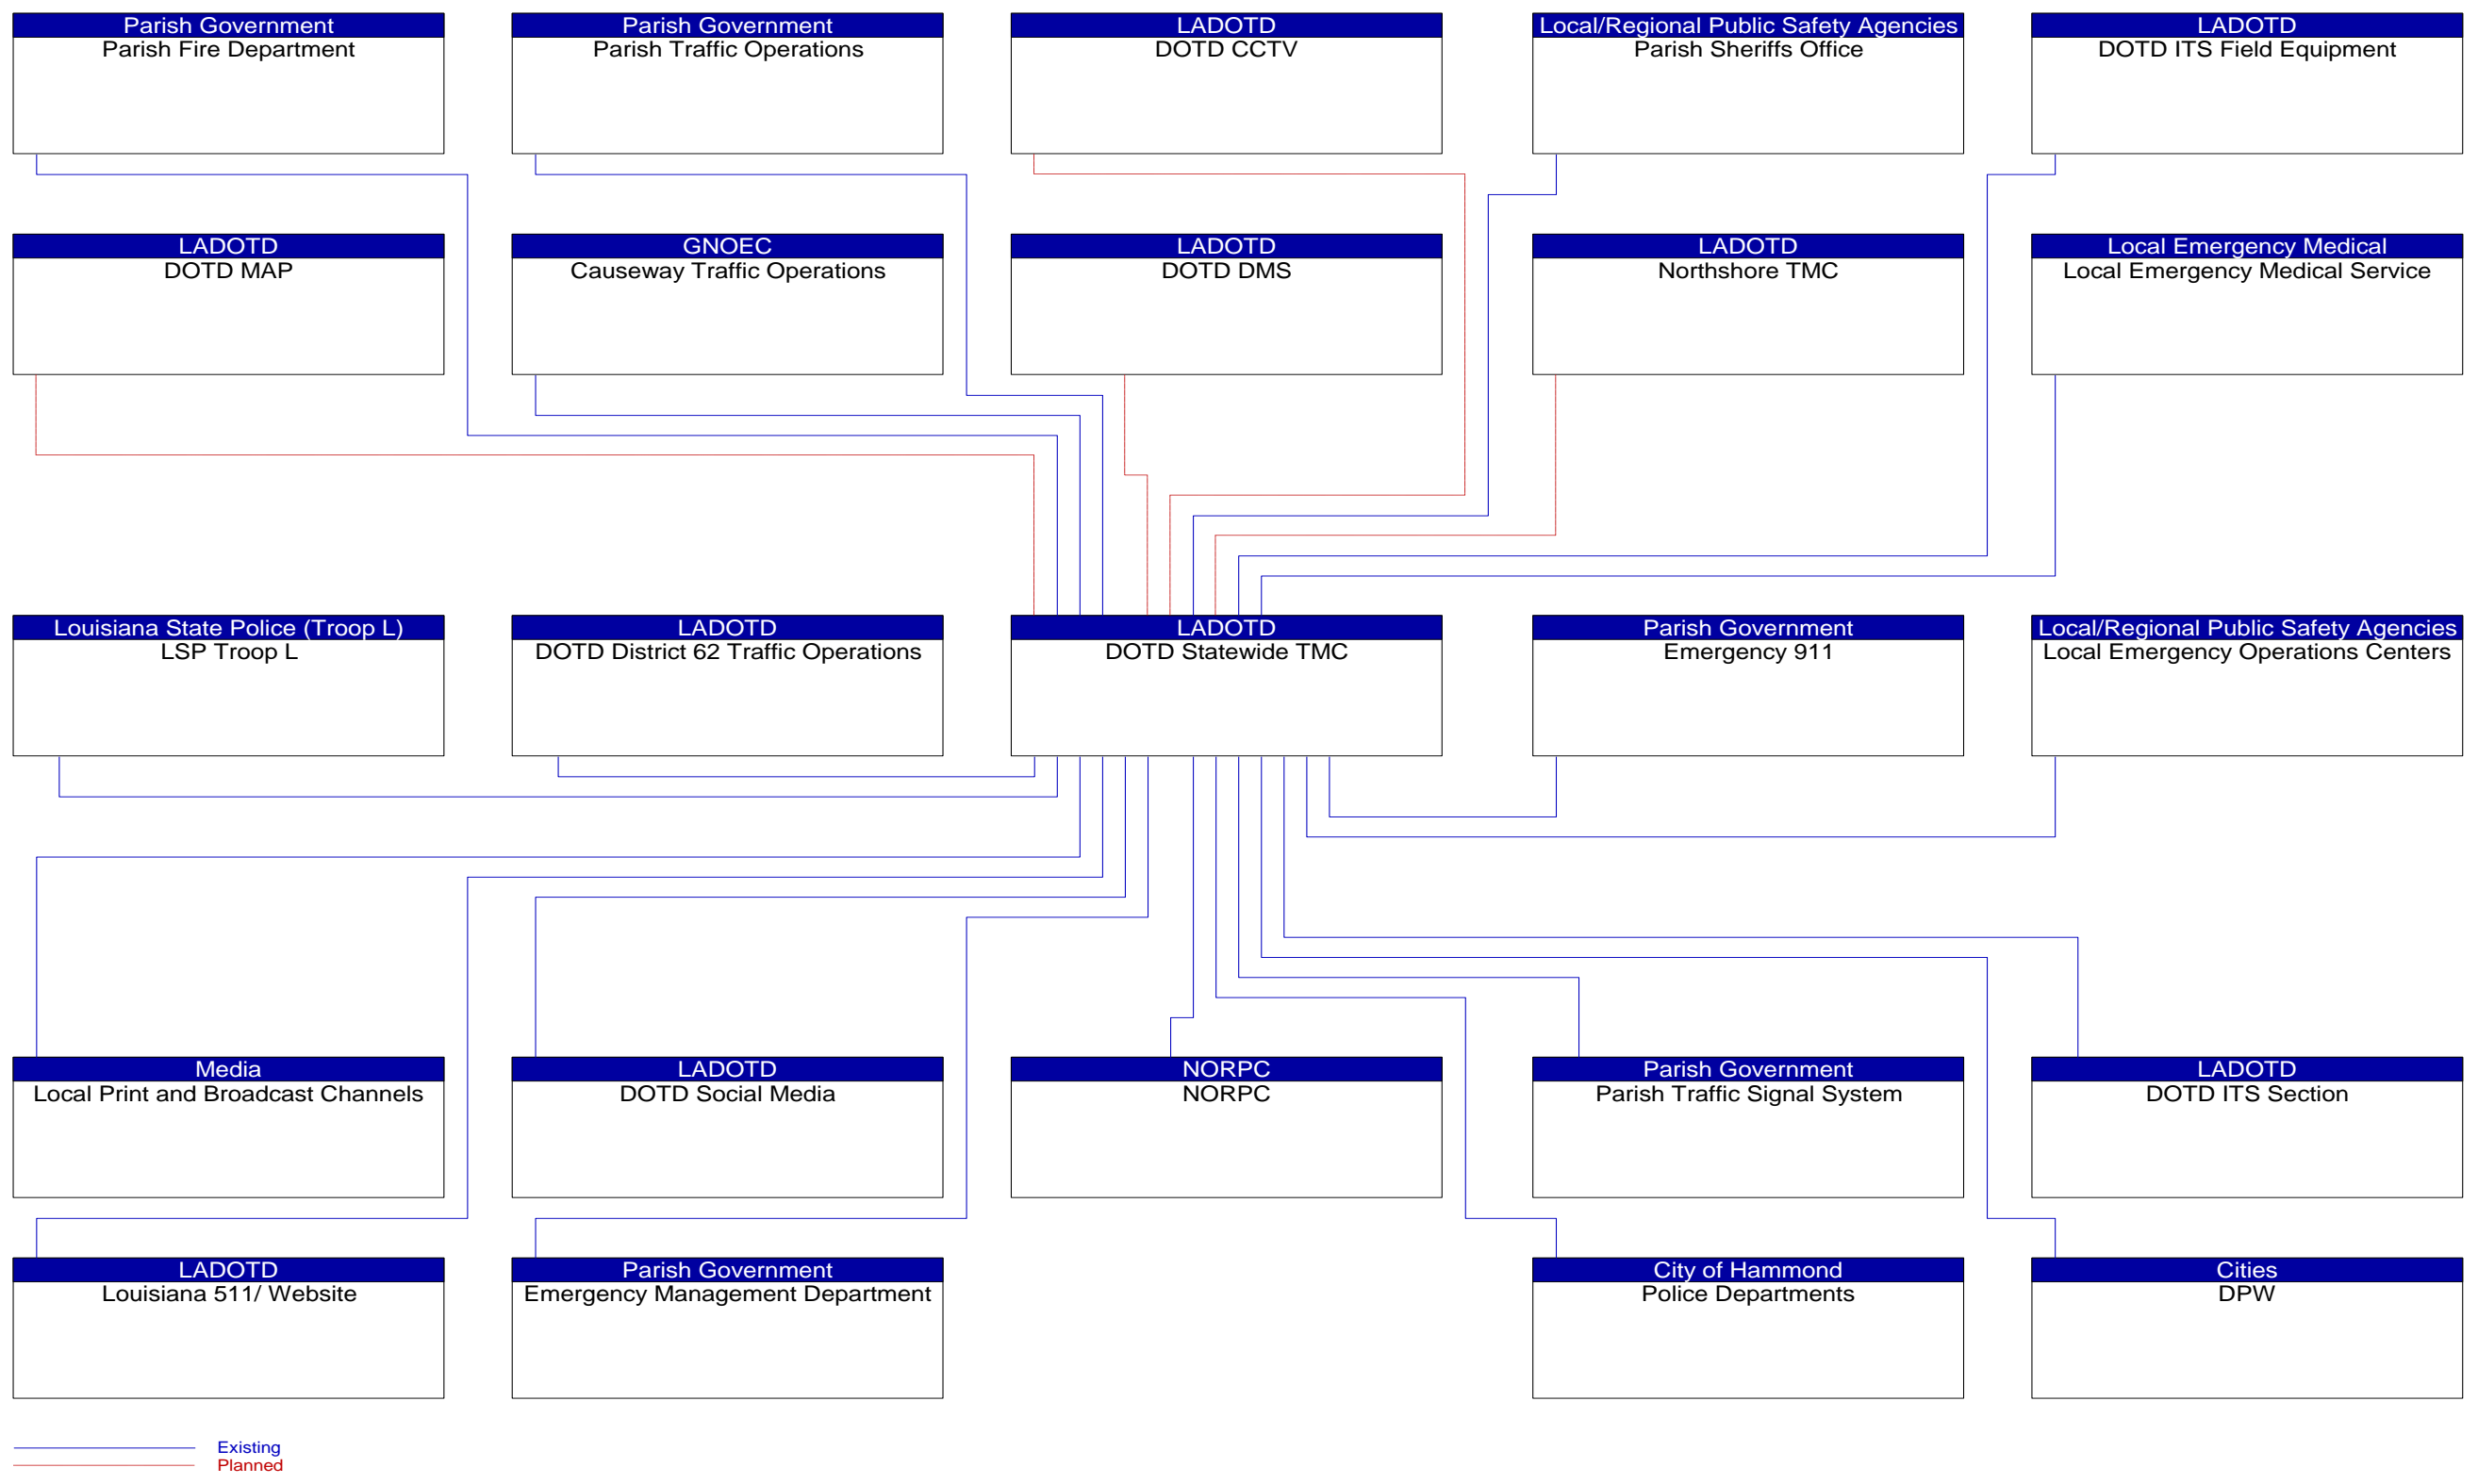 Parish Government
Parish Fire Department
Parish Government
Parish Traffic Operations
LADOTD
DOTD CCTV
Local/Regional Public Safety Agencies
Parish Sheriffs Office
LADOTD
DOTD ITS Field Equipment
LADOTD
DOTD MAP
GNOEC
Causeway Traffic Operations
LADOTD
DOTD DMS
LADOTD
Northshore TMC
Local Emergency Medical
Local Emergency Medical Service
Louisiana State Police (Troop L)
LSP Troop L
LADOTD
DOTD District 62 Traffic Operations
LADOTD
DOTD Statewide TMC
Parish Government
Emergency 911
Local/Regional Public Safety Agencies
Local Emergency Operations Centers
Media
Local Print and Broadcast Channels
LADOTD
DOTD Social Media
NORPC
NORPC
Parish Government
Parish Traffic Signal System
LADOTD
DOTD ITS Section
LADOTD
Louisiana 511/ Website
Parish Government
Emergency Management Department
City of Hammond
Police Departments
Cities
DPW
Existing
Planned